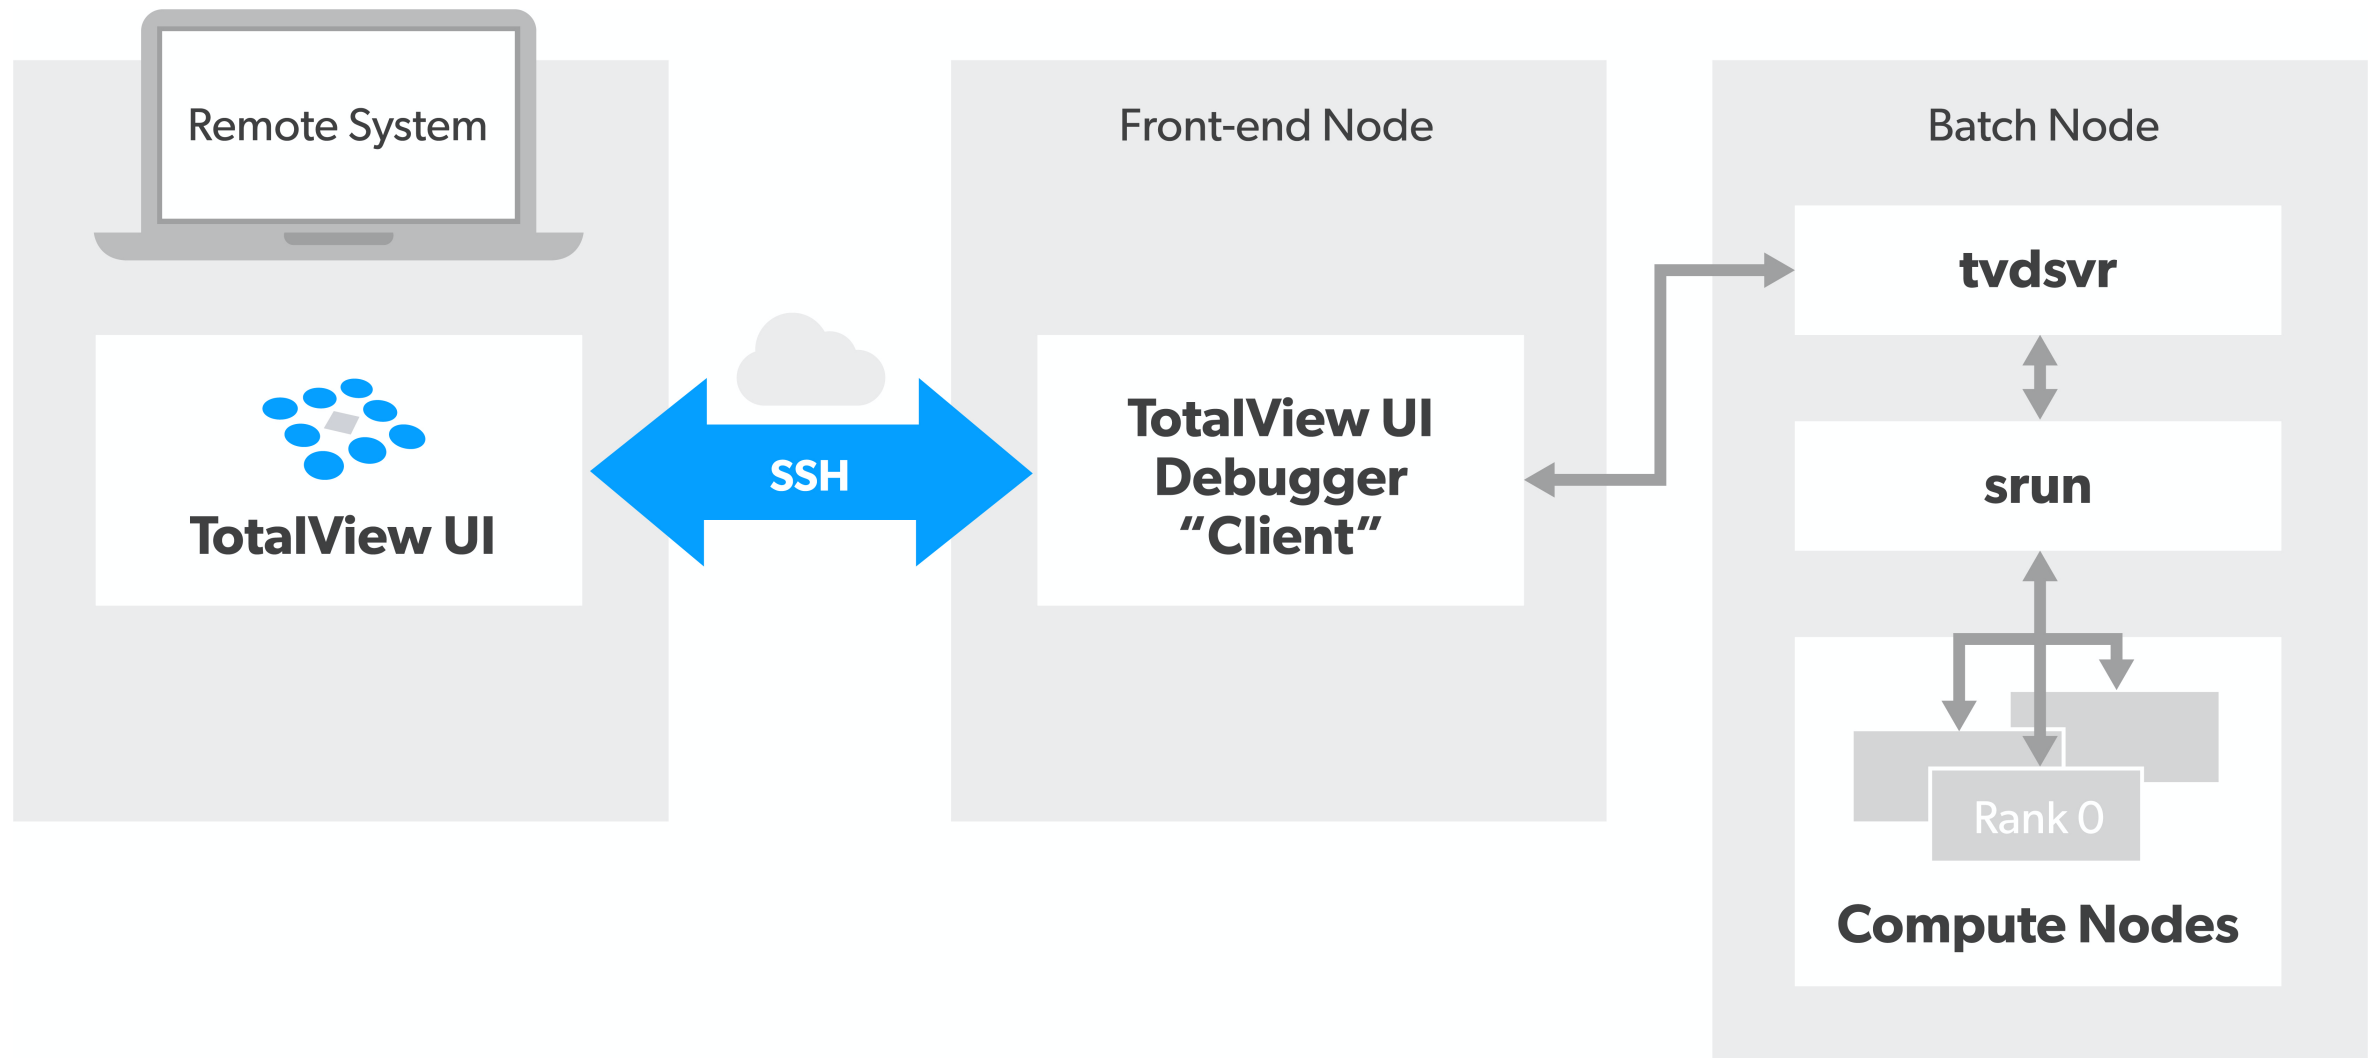 Remote System
TotalView UI
SSH
Front-end Node
TotalView UI
Debugger
“Client”
Batch Node
tvdsvr
srun
Rank 0
Compute Nodes